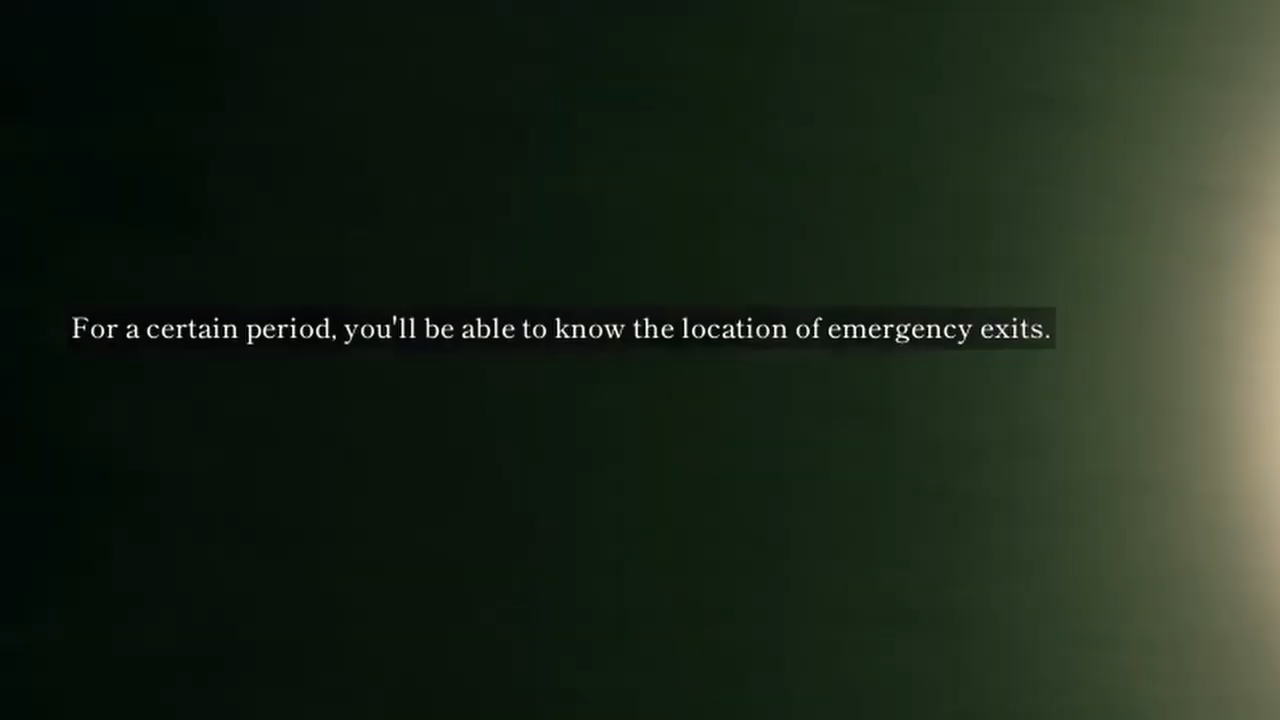 For a certain period, you'll be able to know the location of emergency exits.